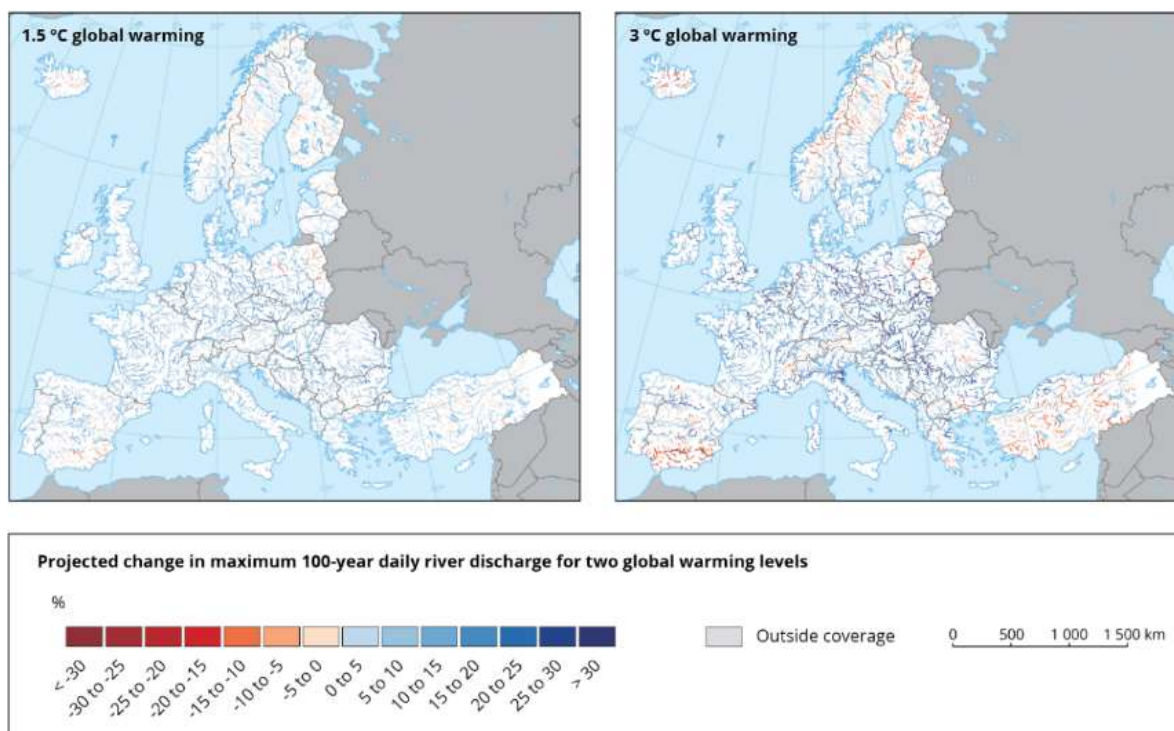 1.5 °C global warming
3 °C global warming
Projected change in maximum 100-year daily river discharge for two global warming levels
%
< -30
-30 to -25
-25 to -20
-20 to -15
-15 to -10
-10 to -5
-5 to 0
0 to 5
5 to 10
10 to 15
15 to 20
20 to 25
25 to 30
> 30
Outside coverage
0 500 1 000 1 500 km